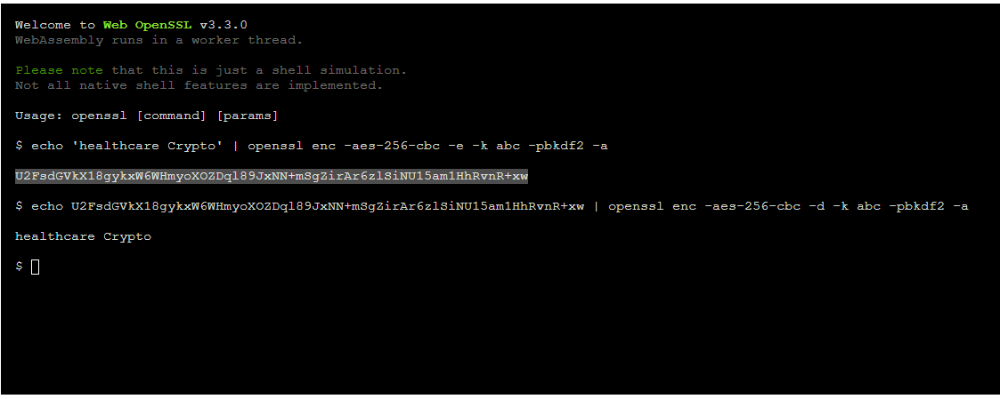 Welcome to Web OpenSSL v3.3.0
WebAssembly runs in a worker thread.
Please note that this is just a shell simulation.
Not all native shell features are implemented.
Usage: openssl [command] [params]
$ echo 'healthcare Crypto' | openssl enc -aes-256-cbc -e -k abc -pbkdf2 -a
U2FsdGVkX18gykxW6WHmyoXOZDql89JxNN+mSgZirAr6zlSiNU15am1HhRvnR+xw
$ echo U2FsdGVkX18gykxW6WHmyoXOZDql89JxNN+mSgZirAr6zlSiNU15am1HhRvnR+xw | openssl enc -aes-256-cbc -d -k abc -pbkdf2 -a
healthcare Crypto
$